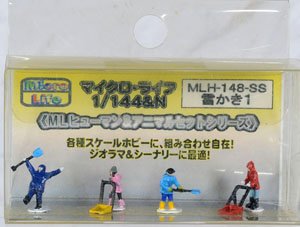 micro Life
マイクロ・ライフ
1/144&N
MLH-148-SS
雪かき1
《MLヒューマン&アニマルセットシリーズ》
各種スケールホビーに、組み合わせ自在!
ジオラマ&シーナリーに最適!